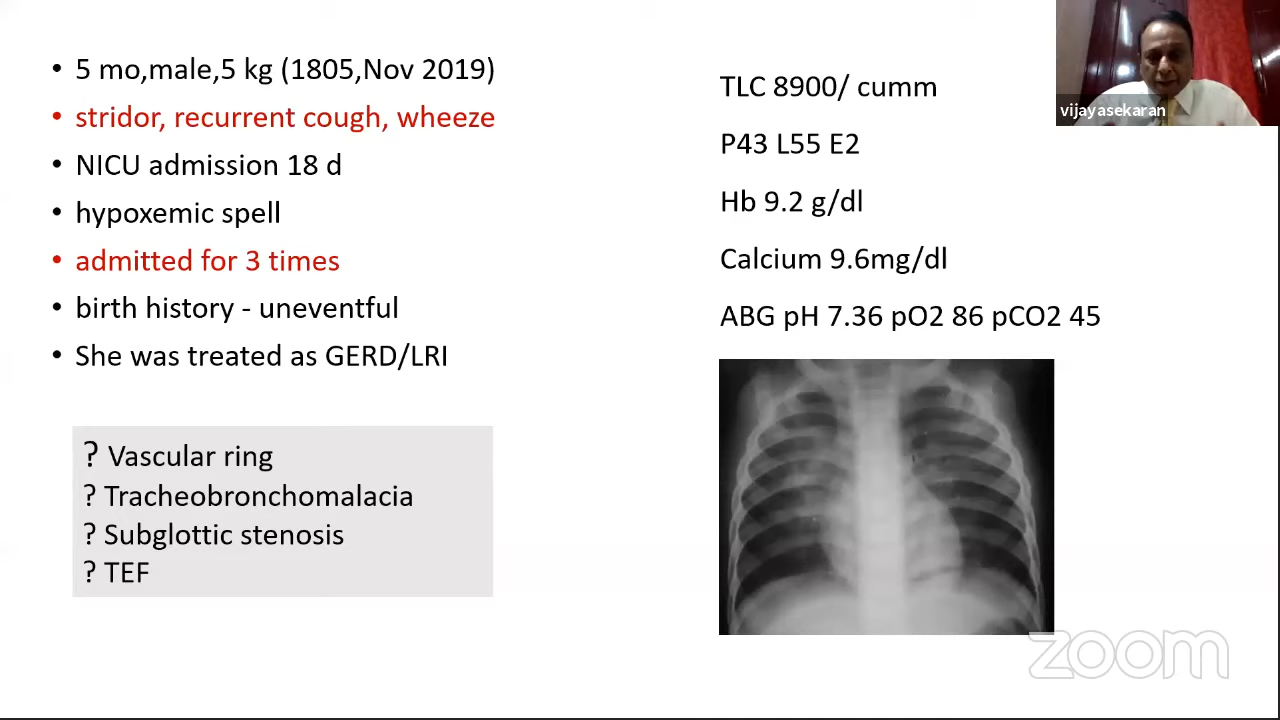 • 5 mo,male,5 kg (1805,Nov 2019)
• stridor, recurrent cough, wheeze
• NICU admission 18 d
• hypoxemic spell
• admitted for 3 times
• birth history - uneventful
• She was treated as GERD/LRI
? Vascular ring
? Tracheobronchomalacia
? Subglottic stenosis
? TEF
TLC 8900/ cumm
P43 L55 E2
Hb 9.2 g/dl
Calcium 9.6mg/dl
ABG pH 7.36 pO2 86 pCO2 45
vijayasekaran
zoom